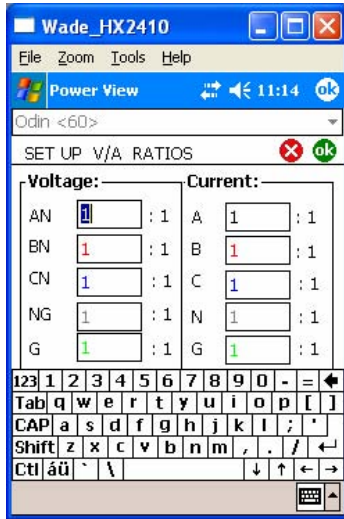 Wade_HX2410
File Zoom Tools Help
Power View 11:14 ok
Odin <60>
SET UP V/A RATIOS ok
Voltage: Current:
AN 1 : 1 A 1 : 1
BN 1 : 1 B 1 : 1
CN 1 : 1 C 1 : 1
NG 1 : 1 N 1 : 1
G 1 : 1 G 1 : 1
123 1 2 3 4 5 6 7 8 9 0 - =
Tab q w e r t y u i o p [ ]
CAP a s d f g h j k l ; '
Shift z x c v b n m , . /
Ctl áü ` \